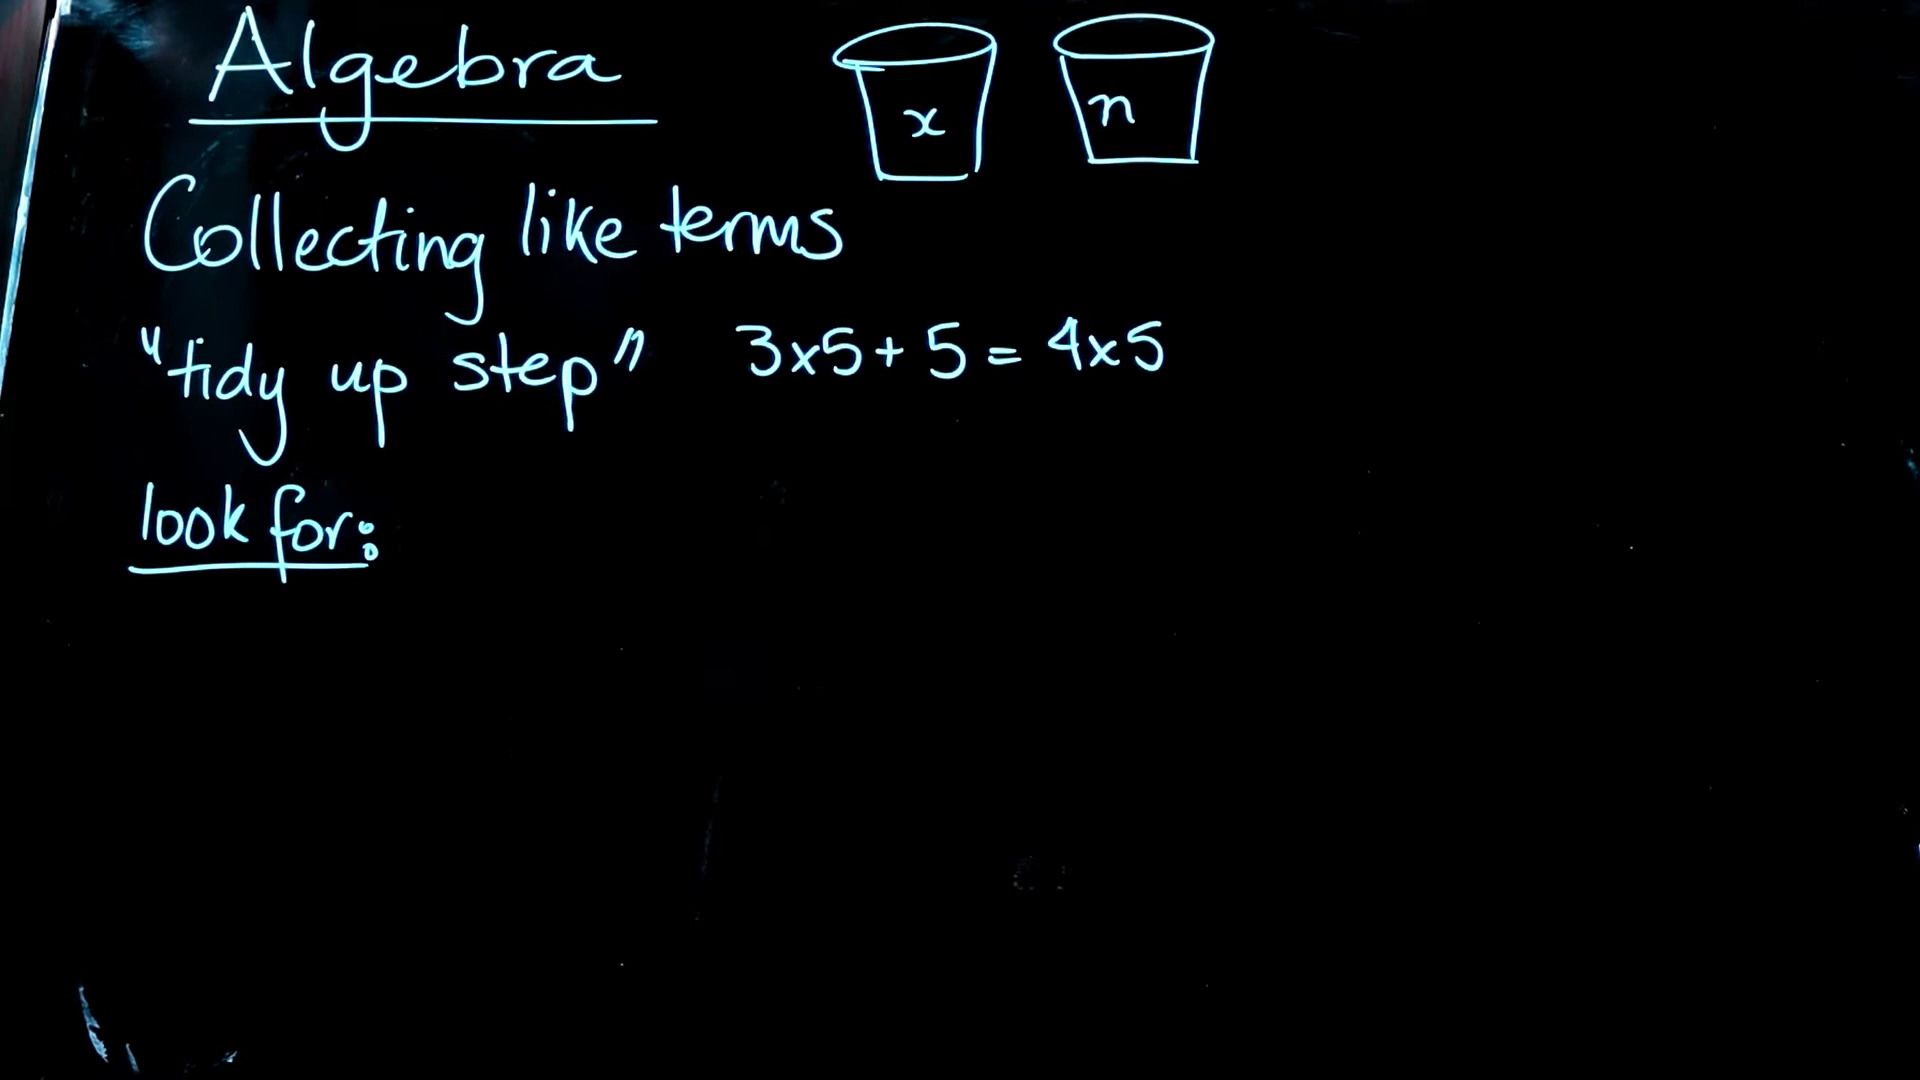 Algebra
x n
Collecting like terms
"tidy up step" 3x5 + 5 = 4x5
look for: